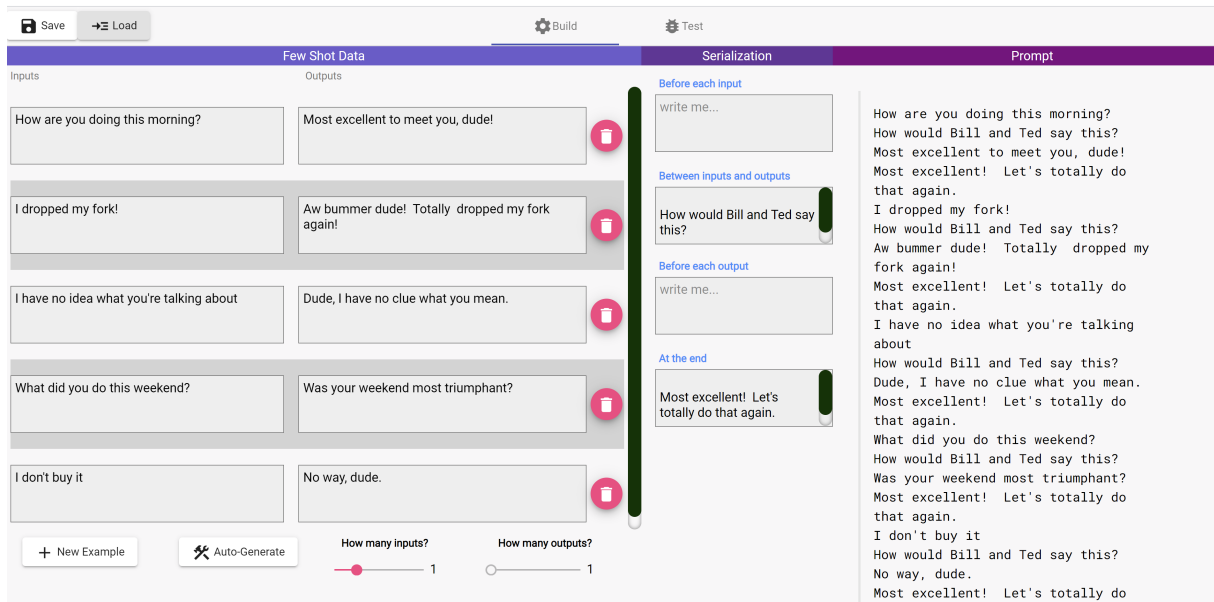 Save
Load
Build
Test
Few Shot Data
Serialization
Prompt
Inputs
Outputs
How are you doing this morning?
Most excellent to meet you, dude!
I dropped my fork!
Aw bummer dude!  Totally  dropped my fork
again!
I have no idea what you're talking about
Dude, I have no clue what you mean.
What did you do this weekend?
Was your weekend most triumphant?
I don't buy it
No way, dude.
New Example
Auto-Generate
How many inputs?
1
How many outputs?
1
Before each input
write me...
Between inputs and outputs
How would Bill and Ted say
this?
Before each output
write me...
At the end
Most excellent!  Let's
totally do that again.
How are you doing this morning?
How would Bill and Ted say this?
Most excellent to meet you, dude!
Most excellent!  Let's totally do
that again.
I dropped my fork!
How would Bill and Ted say this?
Aw bummer dude!  Totally  dropped my
fork again!
Most excellent!  Let's totally do
that again.
I have no idea what you're talking
about
How would Bill and Ted say this?
Dude, I have no clue what you mean.
Most excellent!  Let's totally do
that again.
What did you do this weekend?
How would Bill and Ted say this?
Was your weekend most triumphant?
Most excellent!  Let's totally do
that again.
I don't buy it
How would Bill and Ted say this?
No way, dude.
Most excellent!  Let's totally do